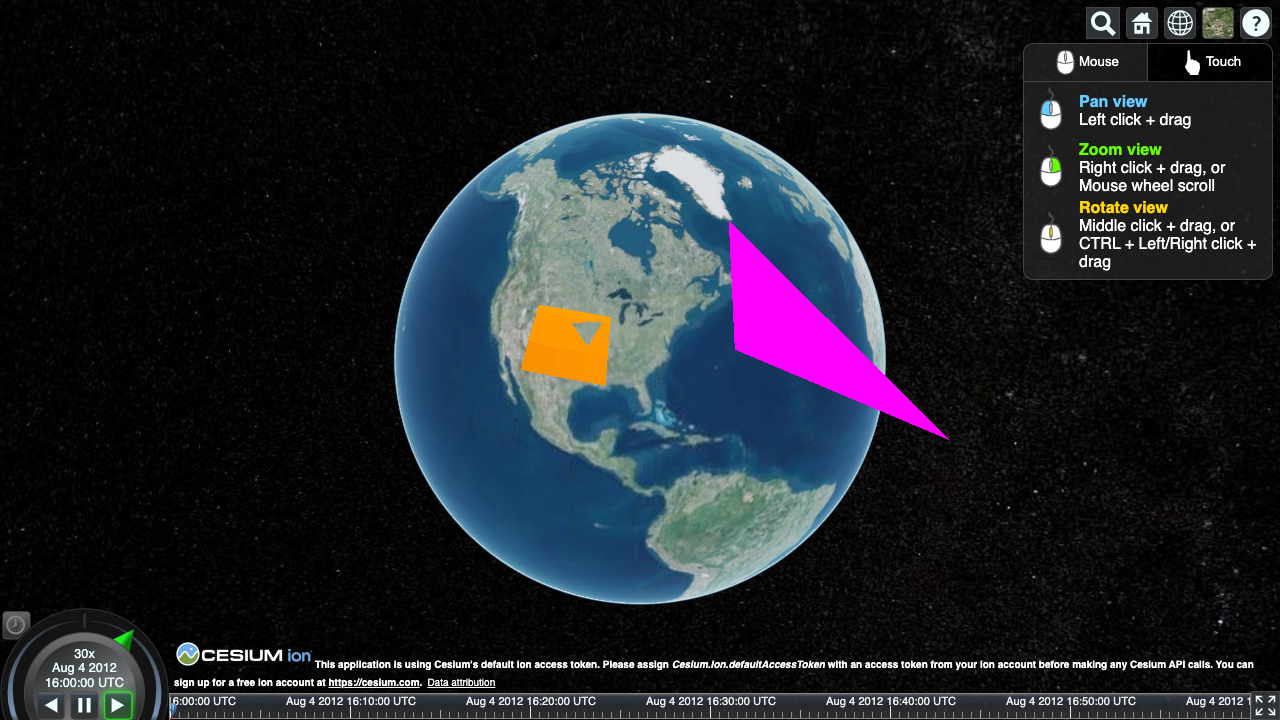 Mouse
Touch
Pan view
Left click + drag
Zoom view
Right click + drag, or
Mouse wheel scroll
Rotate view
Middle click + drag, or
CTRL + Left/Right click +
drag
30x
Aug 4 2012
16:00:00 UTC
CESIUM ion
This application is using Cesium's default ion access token. Please assign Cesium.Ion.defaultAccessToken with an access token from your ion account before making any Cesium API calls. You can
sign up for a free ion account at https://cesium.com. Data attribution
6:00:00 UTC Aug 4 2012 16:10:00 UTC Aug 4 2012 16:20:00 UTC Aug 4 2012 16:30:00 UTC Aug 4 2012 16:40:00 UTC Aug 4 2012 16:50:00 UTC Aug 4 2012 1